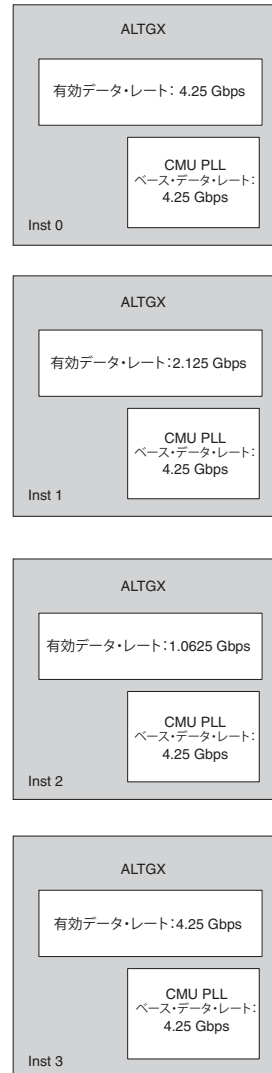 ALTGX
有効データ・レート： 4.25 Gbps
CMU PLL
ベース・データ・レート：
4.25 Gbps
Inst 0
ALTGX
有効データ・レート：2.125 Gbps
CMU PLL
ベース・データ・レート：
4.25 Gbps
Inst 1
ALTGX
有効データ・レート：1.0625 Gbps
CMU PLL
ベース・データ・レート：
4.25 Gbps
Inst 2
ALTGX
有効データ・レート：4.25 Gbps
CMU PLL
ベース・データ・レート：
4.25 Gbps
Inst 3